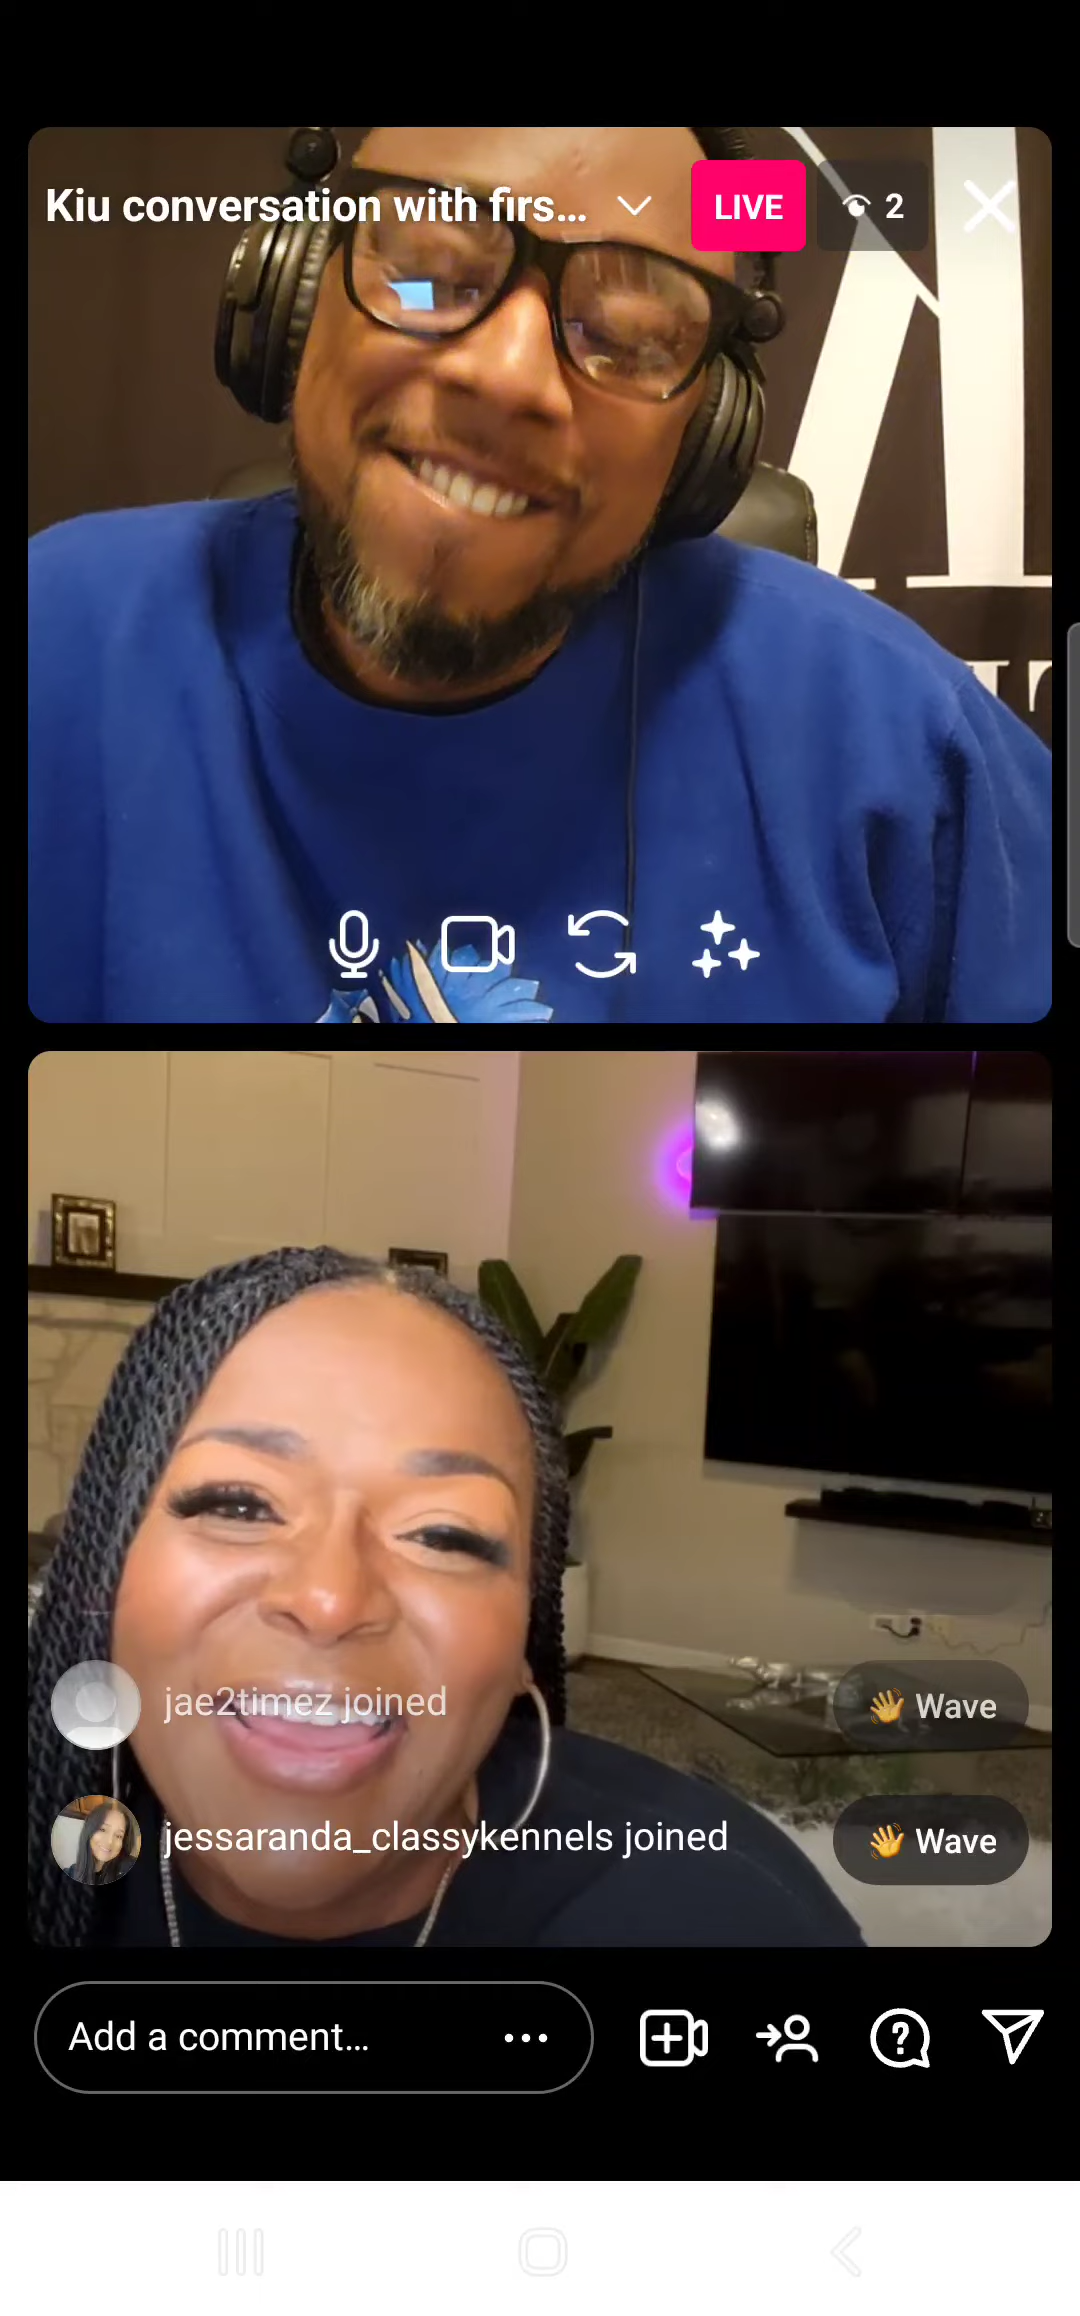 Kiu conversation with firs...
LIVE
2
jae2timez joined
Wave
jessaranda_classykennels joined
Wave
Add a comment...